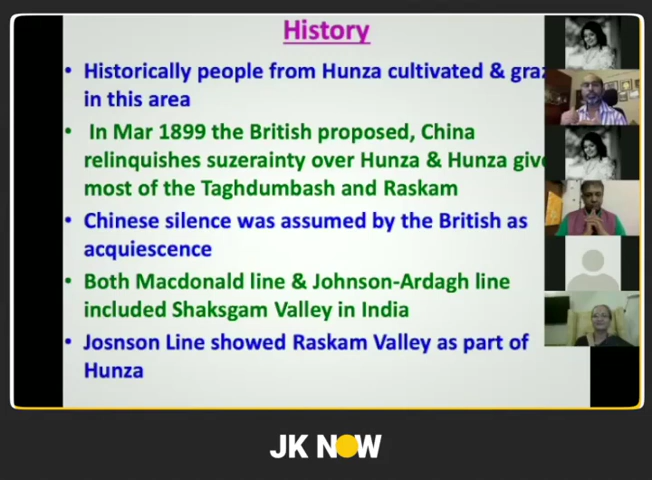 History
• Historically people from Hunza cultivated & graz
in this area
• In Mar 1899 the British proposed, China
relinquishes suzerainty over Hunza & Hunza give
most of the Taghdumbash and Raskam
• Chinese silence was assumed by the British as
acquiescence
• Both Macdonald line & Johnson-Ardagh line
included Shaksgam Valley in India
• Josnson Line showed Raskam Valley as part of
Hunza
JK NOW